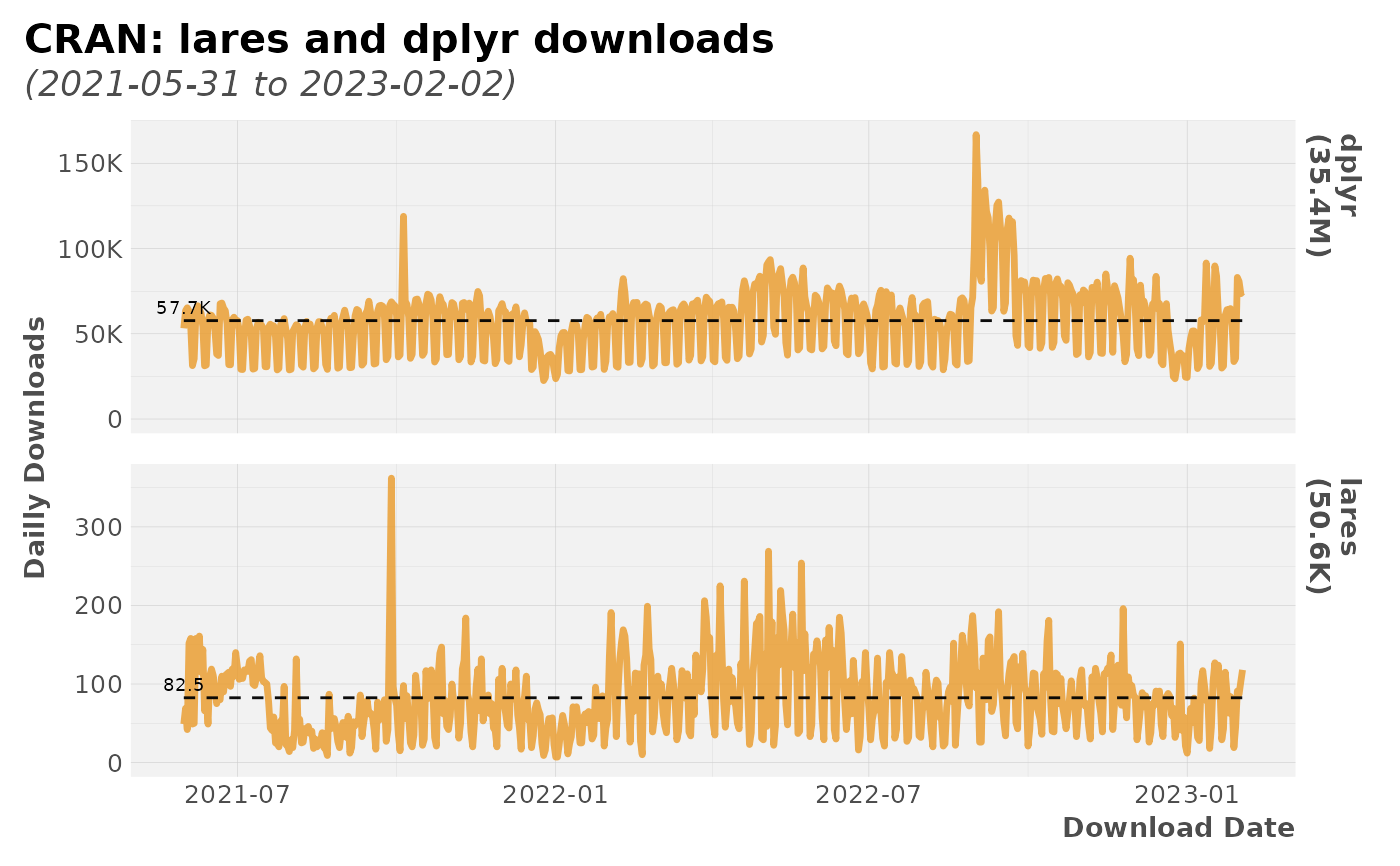 CRAN: lares and dplyr downloads
(2021-05-31 to 2023-02-02)
Dailly Downloads
150K
100K
50K
0
57.7K
dplyr
(35.4M)
300
200
100
0
82.5
lares
(50.6K)
2021-07
2022-01
2022-07
2023-01
Download Date